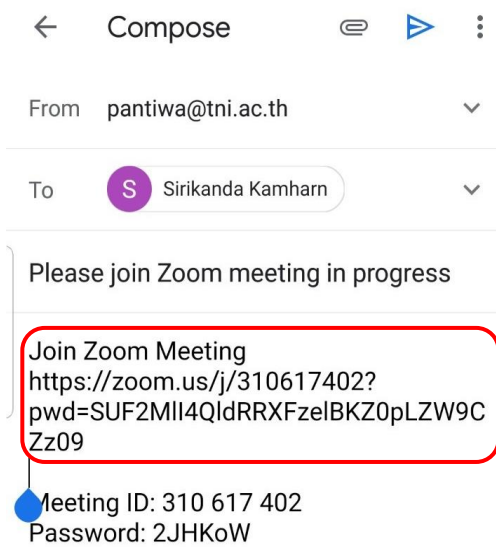 Compose
From pantiwa@tni.ac.th
To S Sirikanda Kamharn
Please join Zoom meeting in progress
Join Zoom Meeting
https://zoom.us/j/310617402?
pwd=SUF2MlI4QldRRXFzelBKZ0pLZW9C
Zz09
Meeting ID: 310 617 402
Password: 2JHKoW